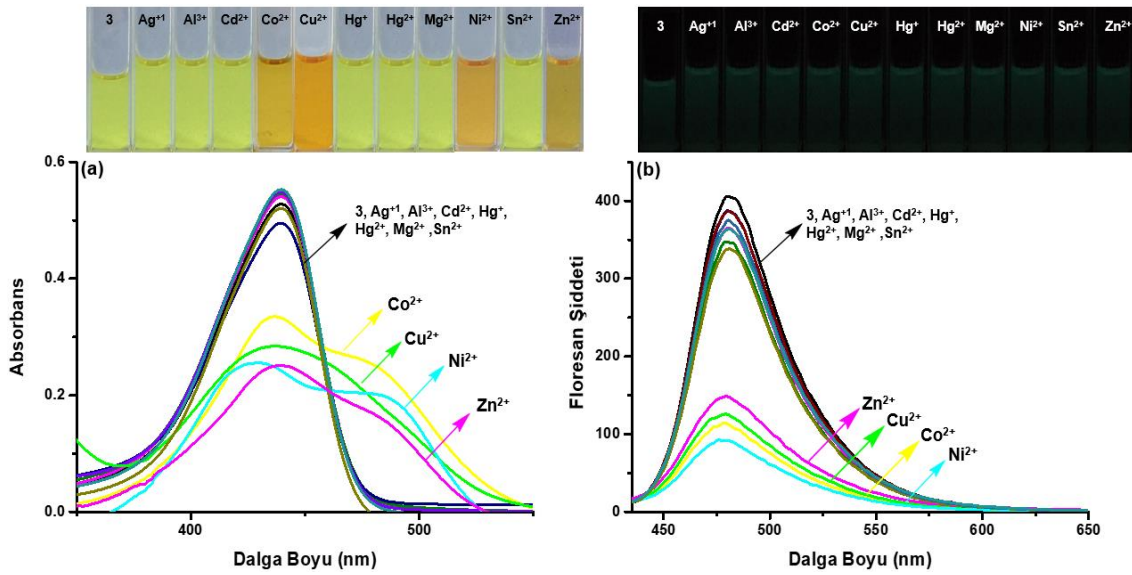 3 Ag⁺¹ Al³⁺ Cd²⁺ Co²⁺ Cu²⁺ Hg⁺ Hg²⁺ Mg²⁺ Ni²⁺ Sn²⁺ Zn²⁺
3 Ag⁺¹ Al³⁺ Cd²⁺ Co²⁺ Cu²⁺ Hg⁺ Hg²⁺ Mg²⁺ Ni²⁺ Sn²⁺ Zn²⁺
(a)
0.6
0.4
0.2
0.0
Absorbans
3, Ag⁺¹, Al³⁺, Cd²⁺, Hg⁺,
Hg²⁺, Mg²⁺ ,Sn²⁺
Co²⁺
Cu²⁺
Ni²⁺
Zn²⁺
400 500
Dalga Boyu (nm)
(b)
400
300
200
100
0
Floresan Şiddeti
3, Ag⁺¹, Al³⁺, Cd²⁺, Hg⁺,
Hg²⁺, Mg²⁺ ,Sn²⁺
Zn²⁺
Cu²⁺
Co²⁺
Ni²⁺
450 500 550 600 650
Dalga Boyu (nm)